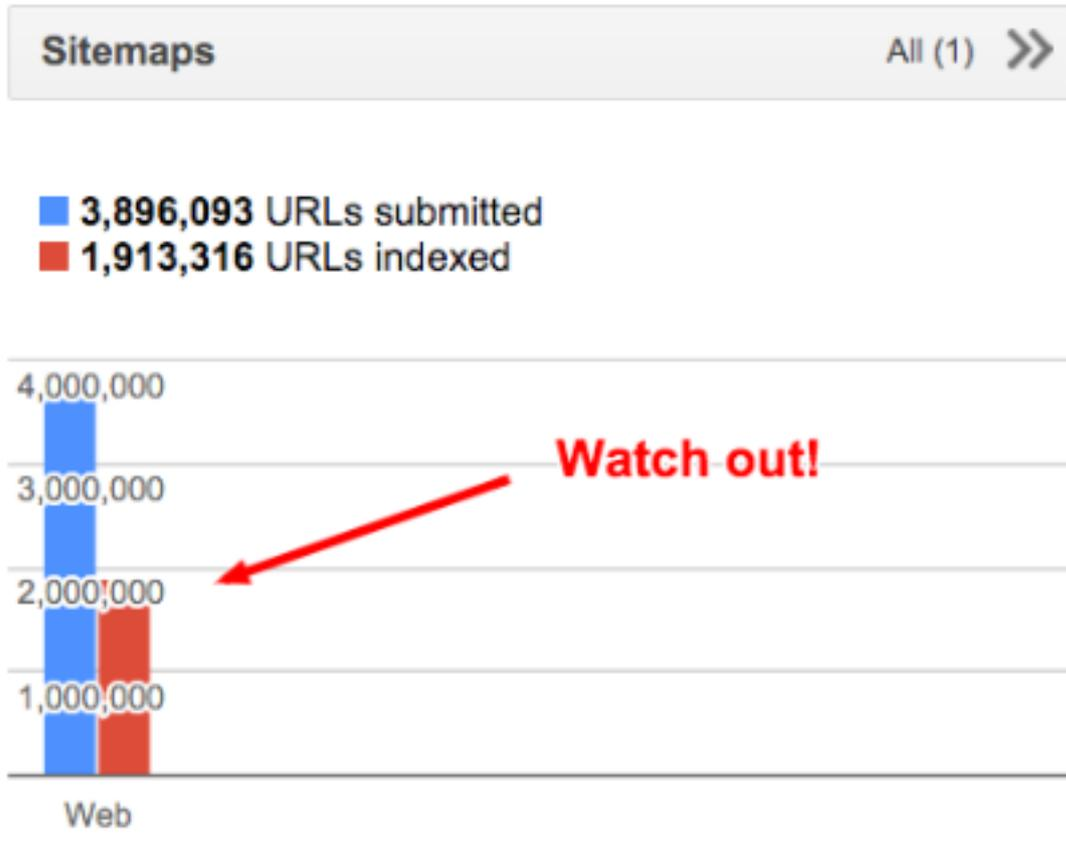 Sitemaps All (1)
3,896,093 URLs submitted
1,913,316 URLs indexed
4,000,000
Watch out!
3,000,000
2,000,000
1,000,000
Web